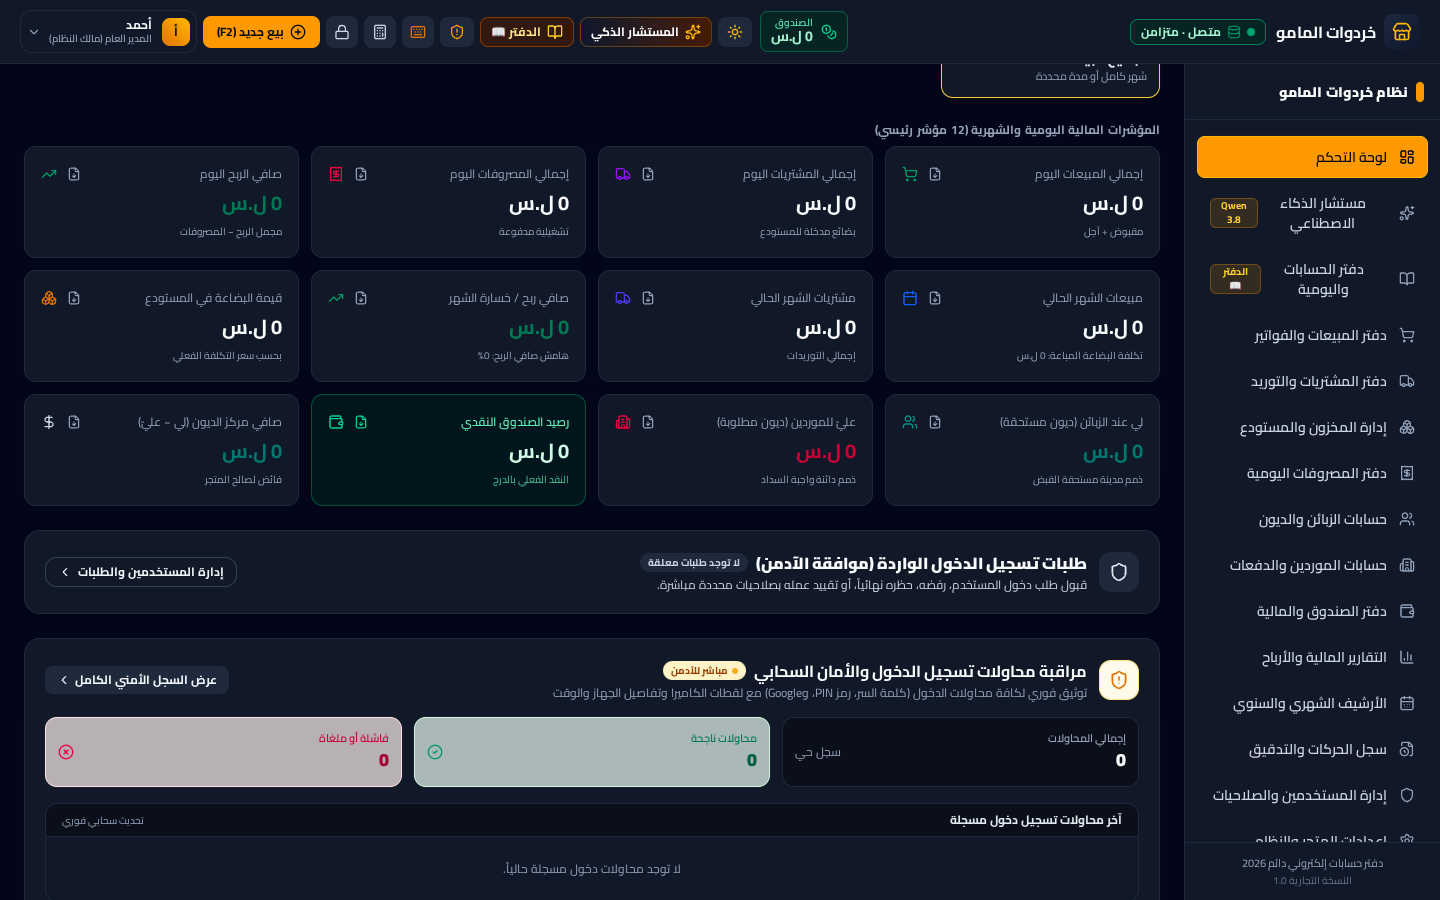 خردوات المامو
متصل · متزامن
الصندوق
0 ل.س
المستشار الذكي
الدفتر 📖
بيع جديد (F2)
أ
أحمد
المدير العام (مالك النظام)
نظام خردوات المامو
لوحة التحكم
مستشار الذكاء الاصطناعي
Qwen 3.8
دفتر الحسابات واليومية
الدفتر 📖
دفتر المبيعات والفواتير
دفتر المشتريات والتوريد
إدارة المخزون والمستودع
دفتر المصروفات اليومية
حسابات الزبائن والديون
حسابات الموردين والدفعات
دفتر الصندوق والمالية
التقارير المالية والأرباح
الأرشيف الشهري والسنوي
سجل الحركات والتدقيق
إدارة المستخدمين والصلاحيات
دفتر حسابات إلكتروني دائم 2026
النسخة التجارية 1.0
شهر كامل أو مدة محددة
المؤشرات المالية اليومية والشهرية (12 مؤشر رئيسي)
إجمالي المبيعات اليوم
0 ل.س
مقبوض + آجل
إجمالي المشتريات اليوم
0 ل.س
بضائع مدخلة للمستودع
إجمالي المصروفات اليوم
0 ل.س
تشغيلية مدفوعة
صافي الربح اليوم
0 ل.س
مجمل الربح − المصروفات
مبيعات الشهر الحالي
0 ل.س
تكلفة البضاعة المباعة: 0 ل.س
مشتريات الشهر الحالي
0 ل.س
إجمالي التوريدات
صافي ربح / خسارة الشهر
0 ل.س
هامش صافي الربح: 0%
قيمة البضاعة في المستودع
0 ل.س
بحسب سعر التكلفة الفعلي
لي عند الزبائن (ديون مستحقة)
0 ل.س
ذمم مدينة مستحقة القبض
عليّ للموردين (ديون مطلوبة)
0 ل.س
ذمم دائنة واجبة السداد
رصيد الصندوق النقدي
0 ل.س
النقد الفعلي بالدرج
صافي مركز الديون (لي − عليّ)
0 ل.س
فائض لصالح المتجر
طلبات تسجيل الدخول الواردة (موافقة الآدمن)
لا توجد طلبات معلقة
قبول طلب دخول المستخدم، رفضه، حظره نهائياً، أو تقييد عمله بصلاحيات محددة مباشرة.
إدارة المستخدمين والطلبات
مراقبة محاولات تسجيل الدخول والأمان السحابي
مباشر للآدمن
توثيق فوري لكافة محاولات الدخول (كلمة السر، رمز PIN، وGoogle) مع لقطات الكاميرا وتفاصيل الجهاز والوقت
عرض السجل الأمني الكامل
إجمالي المحاولات
0
سجل حي
محاولات ناجحة
0
فاشلة أو ملغاة
0
آخر محاولات تسجيل دخول مسجلة
تحديث سحابي فوري
لا توجد محاولات دخول مسجلة حالياً.